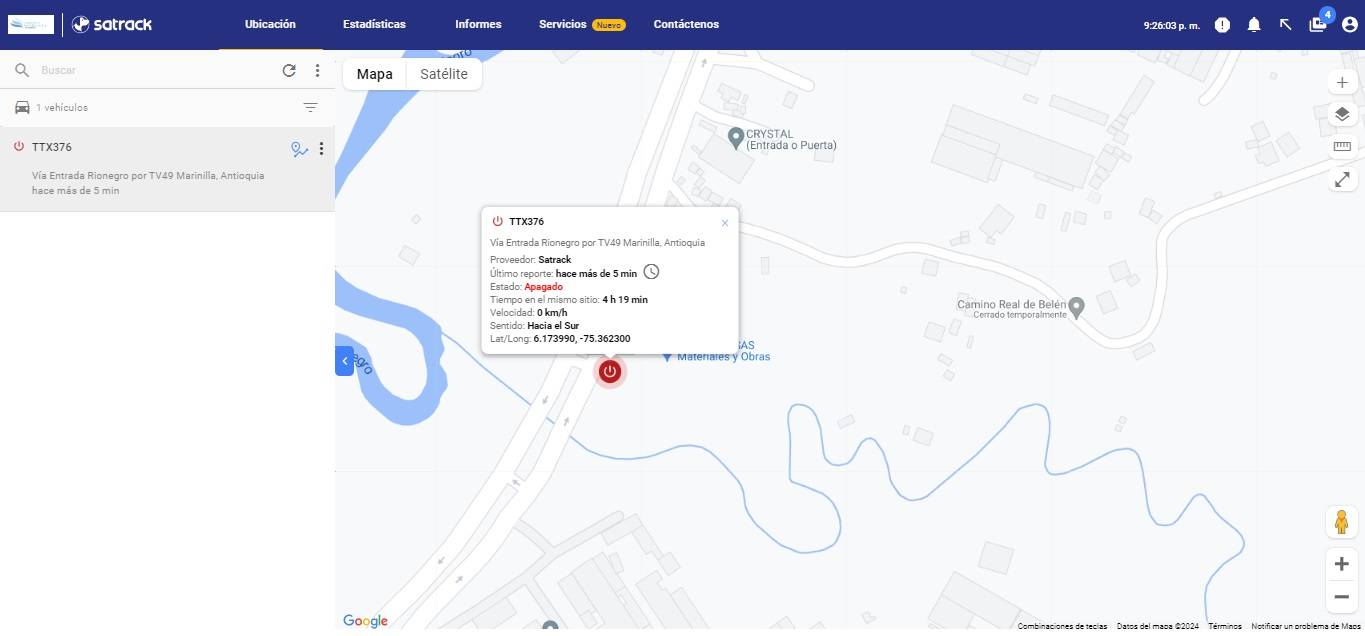 satrack
Ubicación
Estadísticas
Informes
Servicios Nuevo
Contáctenos
9:26:03 p. m.
4
Buscar
1 vehículos
TTX376
Vía Entrada Rionegro por TV49 Marinilla, Antioquia
hace más de 5 min
Mapa Satélite
CRYSTAL
(Entrada o Puerta)
TTX376
Vía Entrada Rionegro por TV49 Marinilla, Antioquia
Proveedor: Satrack
Último reporte: hace más de 5 min
Estado: Apagado
Tiempo en el mismo sitio: 4 h 19 min
Velocidad: 0 km/h
Sentido: Hacia el Sur
Lat/Long: 6.173990, -75.362300
Camino Real de Belén
Cerrado temporalmente
SAS
Materiales y Obras
Google
Combinaciones de teclas Datos del mapa ©2024 Términos Notificar un problema de Maps